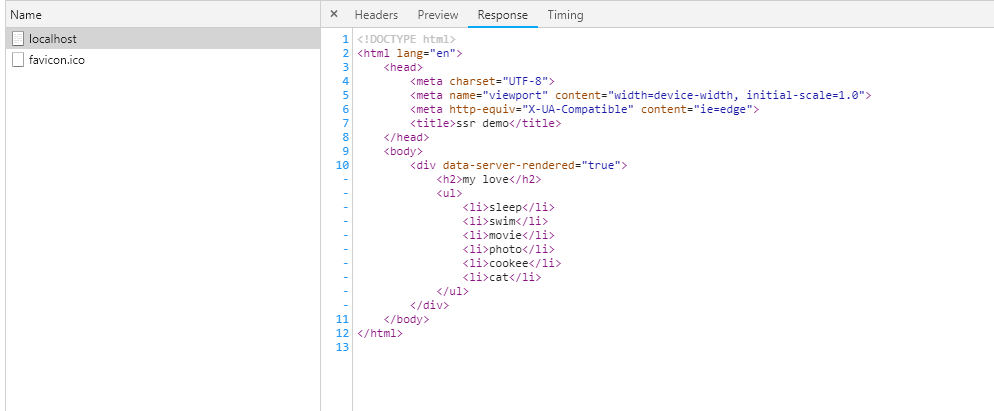 Name
localhost
favicon.ico
× Headers Preview Response Timing
1 <!DOCTYPE html>
2 <html lang="en">
3     <head>
4         <meta charset="UTF-8">
5         <meta name="viewport" content="width=device-width, initial-scale=1.0">
6         <meta http-equiv="X-UA-Compatible" content="ie=edge">
7         <title>ssr demo</title>
8     </head>
9     <body>
10         <div data-server-rendered="true">
-             <h2>my love</h2>
-             <ul>
-                 <li>sleep</li>
-                 <li>swim</li>
-                 <li>movie</li>
-                 <li>photo</li>
-                 <li>cookee</li>
-                 <li>cat</li>
-             </ul>
-         </div>
11     </body>
12 </html>
13